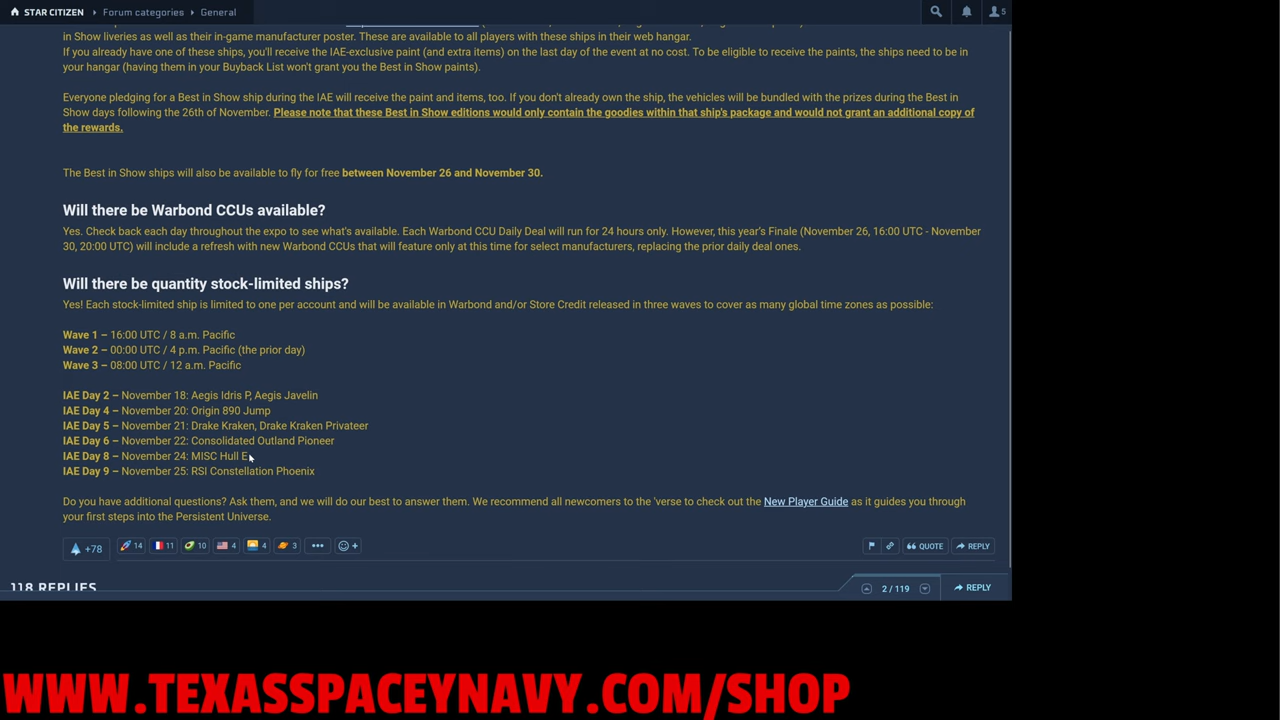 STAR CITIZEN
Forum categories
General
5
in Show liveries as well as their in-game manufacturer poster. These are available to all players with these ships in their web hangar.
If you already have one of these ships, you'll receive the IAE-exclusive paint (and extra items) on the last day of the event at no cost. To be eligible to receive the paints, the ships need to be in
your hangar (having them in your Buyback List won't grant you the Best in Show paints).
Everyone pledging for a Best in Show ship during the IAE will receive the paint and items, too. If you don't already own the ship, the vehicles will be bundled with the prizes during the Best in
Show days following the 26th of November. Please note that these Best in Show editions would only contain the goodies within that ship's package and would not grant an additional copy of
the rewards.
The Best in Show ships will also be available to fly for free between November 26 and November 30.
Will there be Warbond CCUs available?
Yes. Check back each day throughout the expo to see what's available. Each Warbond CCU Daily Deal will run for 24 hours only. However, this year's Finale (November 26, 16:00 UTC - November
30, 20:00 UTC) will include a refresh with new Warbond CCUs that will feature only at this time for select manufacturers, replacing the prior daily deal ones.
Will there be quantity stock-limited ships?
Yes! Each stock-limited ship is limited to one per account and will be available in Warbond and/or Store Credit released in three waves to cover as many global time zones as possible:
Wave 1 – 16:00 UTC / 8 a.m. Pacific
Wave 2 – 00:00 UTC / 4 p.m. Pacific (the prior day)
Wave 3 – 08:00 UTC / 12 a.m. Pacific
IAE Day 2 – November 18: Aegis Idris P, Aegis Javelin
IAE Day 4 – November 20: Origin 890 Jump
IAE Day 5 – November 21: Drake Kraken, Drake Kraken Privateer
IAE Day 6 – November 22: Consolidated Outland Pioneer
IAE Day 8 – November 24: MISC Hull E
IAE Day 9 – November 25: RSI Constellation Phoenix
Do you have additional questions? Ask them, and we will do our best to answer them. We recommend all newcomers to the 'verse to check out the New Player Guide as it guides you through
your first steps into the Persistent Universe.
+78
14
11
10
4
4
3
QUOTE
REPLY
118 REPLIES
2 / 119
REPLY
WWW.TEXASSPACEYNAVY.COM/SHOP